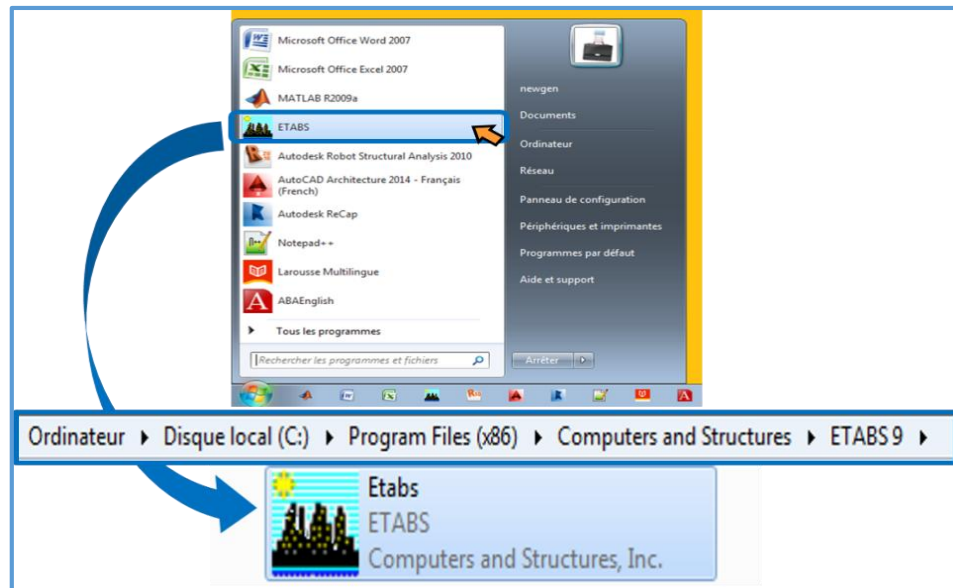 Microsoft Office Word 2007
Microsoft Office Excel 2007
MATLAB R2009a
ETABS
Autodesk Robot Structural Analysis 2010
AutoCAD Architecture 2014 - Français
(French)
Autodesk ReCap
Notepad++
Larousse Multilingue
ABAEnglish
Tous les programmes
Rechercher les programmes et fichiers
newgen
Documents
Ordinateur
Réseau
Panneau de configuration
Périphériques et imprimantes
Programmes par défaut
Aide et support
Arrêter
Ordinateur ▸ Disque local (C:) ▸ Program Files (x86) ▸ Computers and Structures ▸ ETABS 9 ▸
Etabs
ETABS
Computers and Structures, Inc.